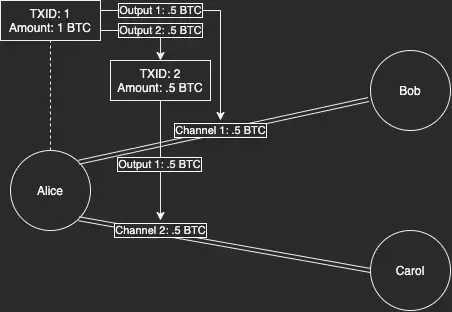 TXID: 1
Amount: 1 BTC
Output 1: .5 BTC
Output 2: .5 BTC
TXID: 2
Amount: .5 BTC
Bob
Channel 1: .5 BTC
Output 1: .5 BTC
Alice
Channel 2: .5 BTC
Carol